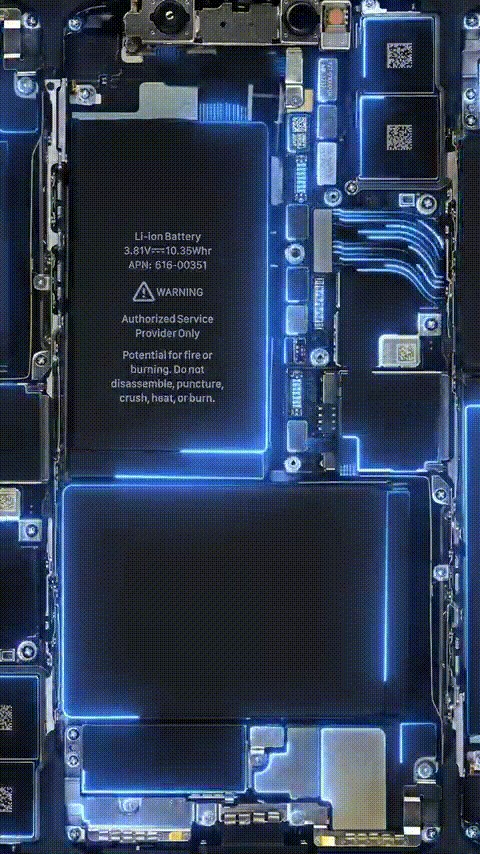 Li-ion Battery
3.81V⎓10.35Whr
APN: 616-00351
WARNING
Authorized Service
Provider Only
Potential for fire or
burning. Do not
disassemble, puncture,
crush, heat, or burn.